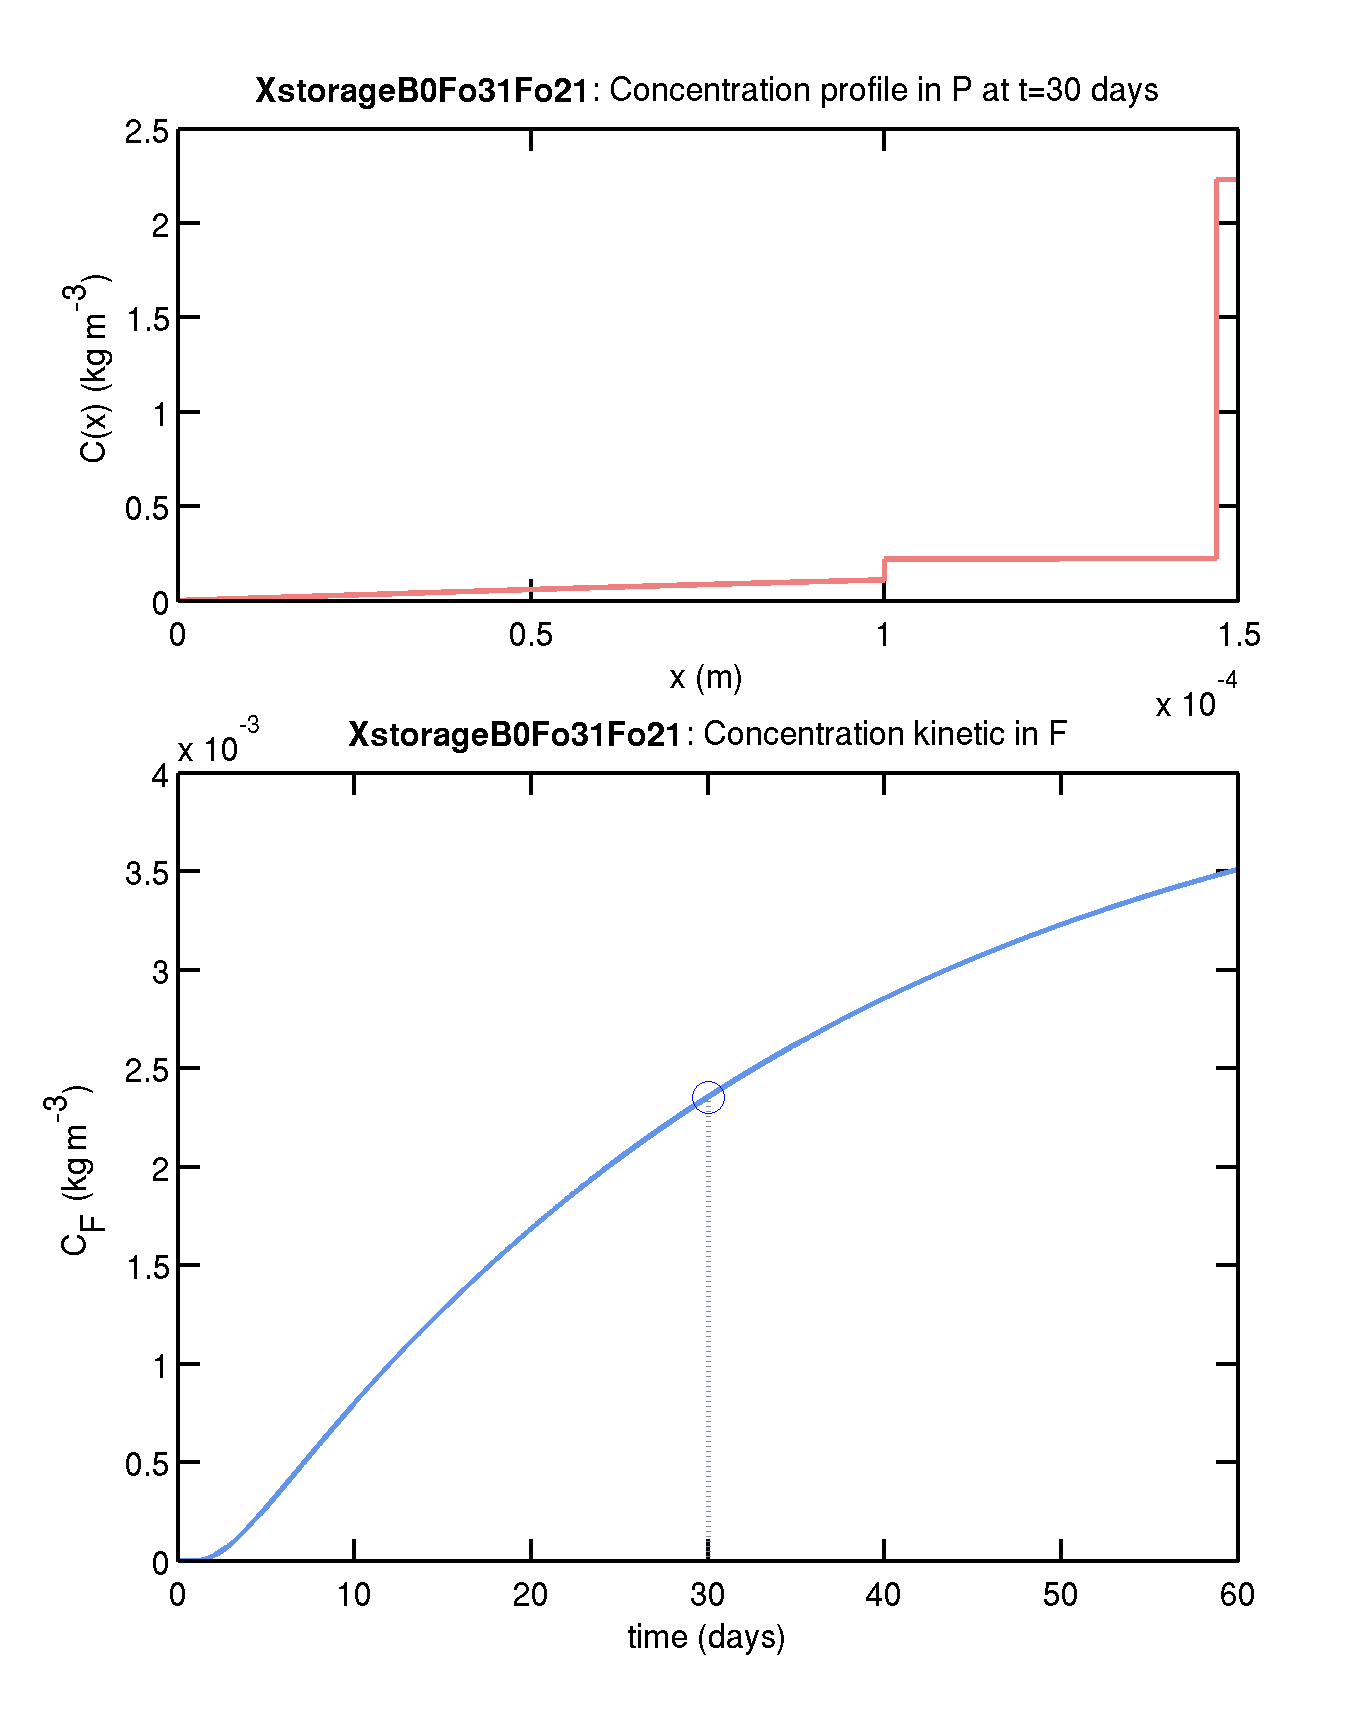 XstorageB0Fo31Fo21: Concentration profile in P at t=30 days
2.5
2
1.5
1
0.5
0
C(x) (kg m-3)
0 0.5 1 1.5
x (m)
x 10-4
XstorageB0Fo31Fo21: Concentration kinetic in F
x 10-3
4
3.5
3
2.5
2
1.5
1
0.5
0
CF (kg m-3)
0 10 20 30 40 50 60
time (days)